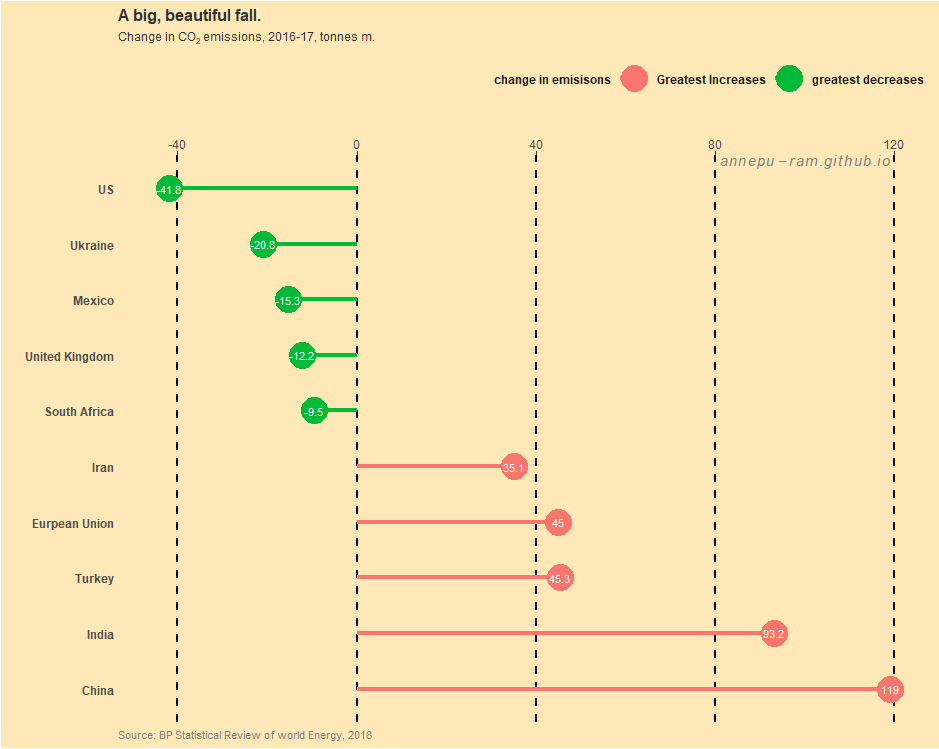 A big, beautiful fall.
Change in CO2 emissions, 2016-17, tonnes m.
change in emisisons Greatest Increases greatest decreases
-40 0 40 80 120
annepu-ram.github.io
US -41.8
Ukraine -20.8
Mexico -15.3
United Kingdom -12.2
South Africa -9.5
Iran 35.1
Eurpean Union 45
Turkey 45.3
India 93.2
China 119
Source: BP Statistical Review of world Energy, 2018